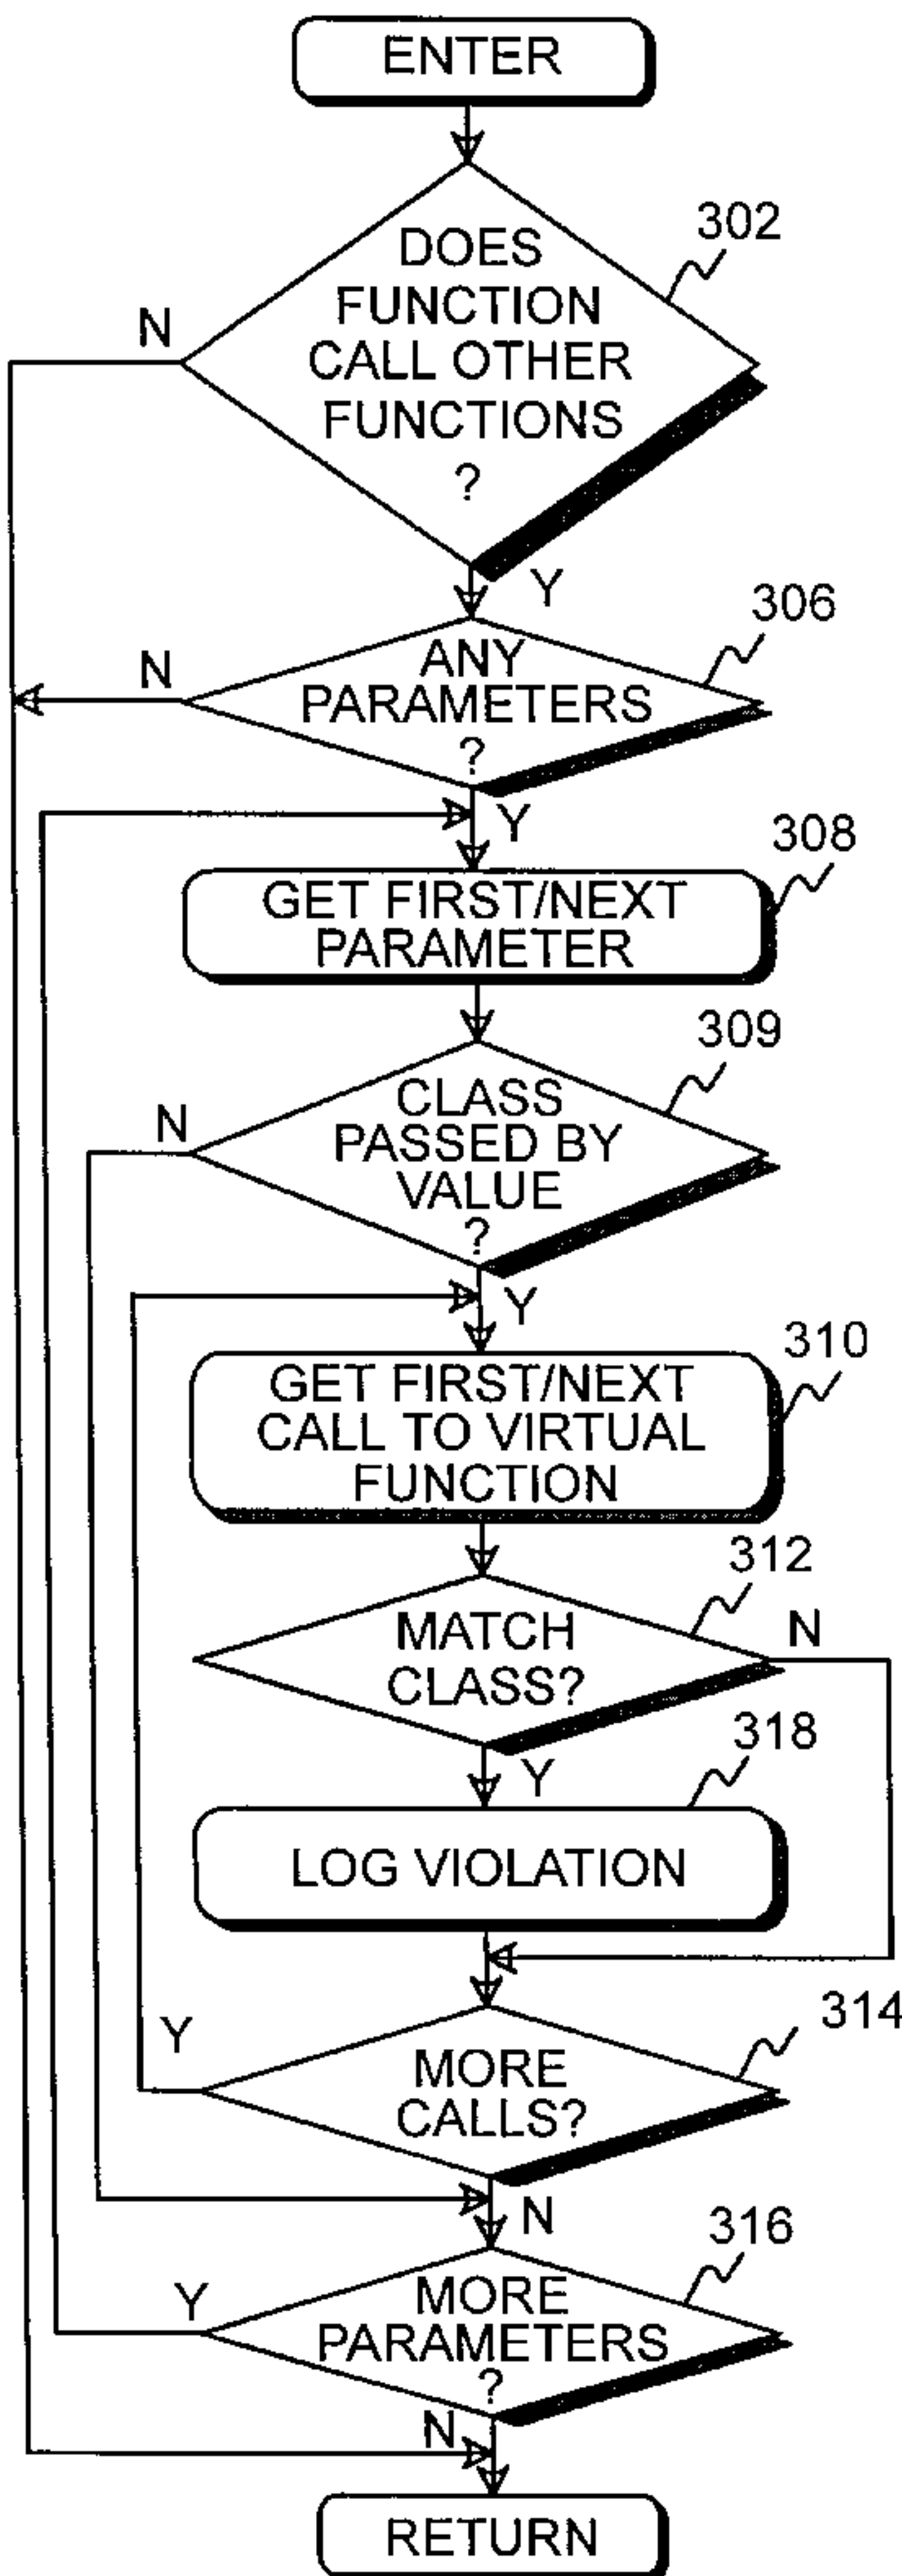 ENTER
302
DOES
FUNCTION
CALL OTHER
FUNCTIONS
?
N
Y
306
ANY
PARAMETERS
?
N
Y
308
GET FIRST/NEXT
PARAMETER
309
CLASS
PASSED BY
VALUE
?
N
Y
310
GET FIRST/NEXT
CALL TO VIRTUAL
FUNCTION
312
MATCH
CLASS?
N
Y
318
LOG VIOLATION
314
Y
MORE
CALLS?
N
316
Y
MORE
PARAMETERS
?
N
RETURN